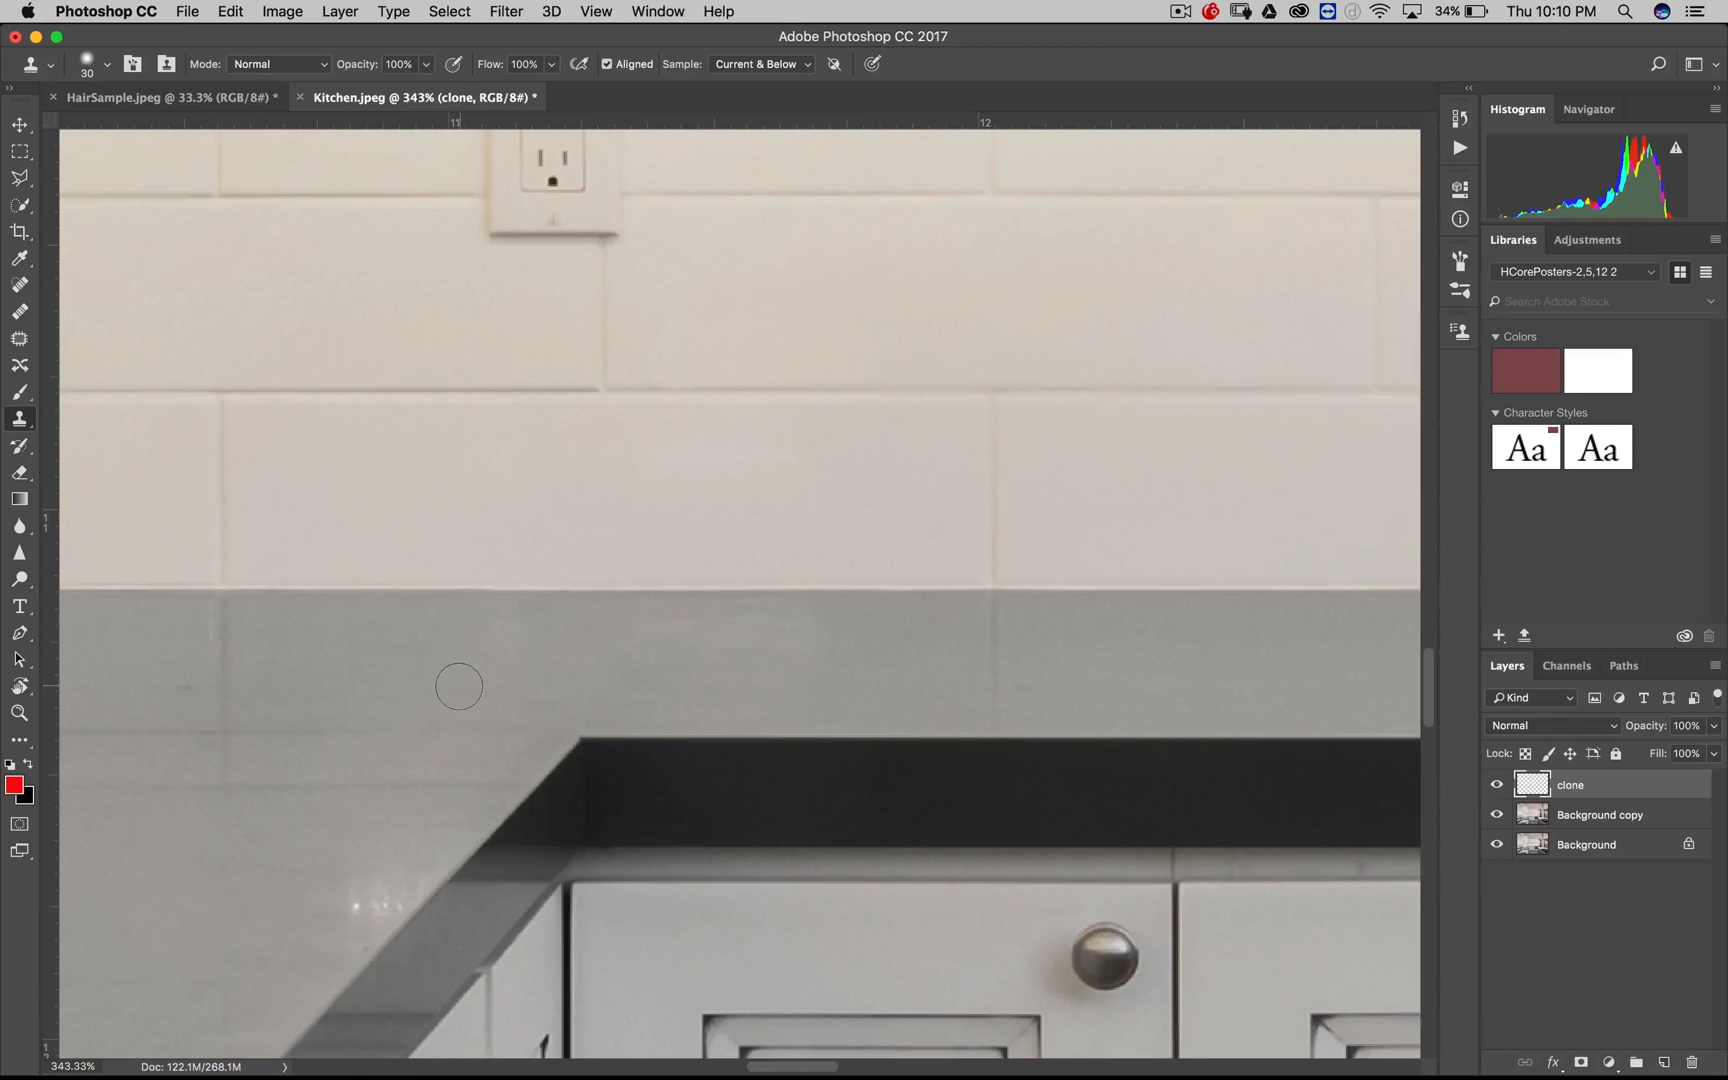 Photoshop CC File Edit Image Layer Type Select Filter 3D View Window Help 34% Thu 10:10 PM
Adobe Photoshop CC 2017
30 Mode: Normal Opacity: 100% Flow: 100% Aligned Sample: Current & Below
HairSample.jpeg @ 33.3% (RGB/8#) * Kitchen.jpeg @ 343% (clone, RGB/8#) *
11 12
Histogram Navigator
Libraries Adjustments
HCorePosters-2,5,12 2
Search Adobe Stock
Colors
Character Styles
Aa Aa
11
Layers Channels Paths
Kind
Normal Opacity: 100%
Lock: Fill: 100%
clone
Background copy
Background
343.33% Doc: 122.1M/268.1M